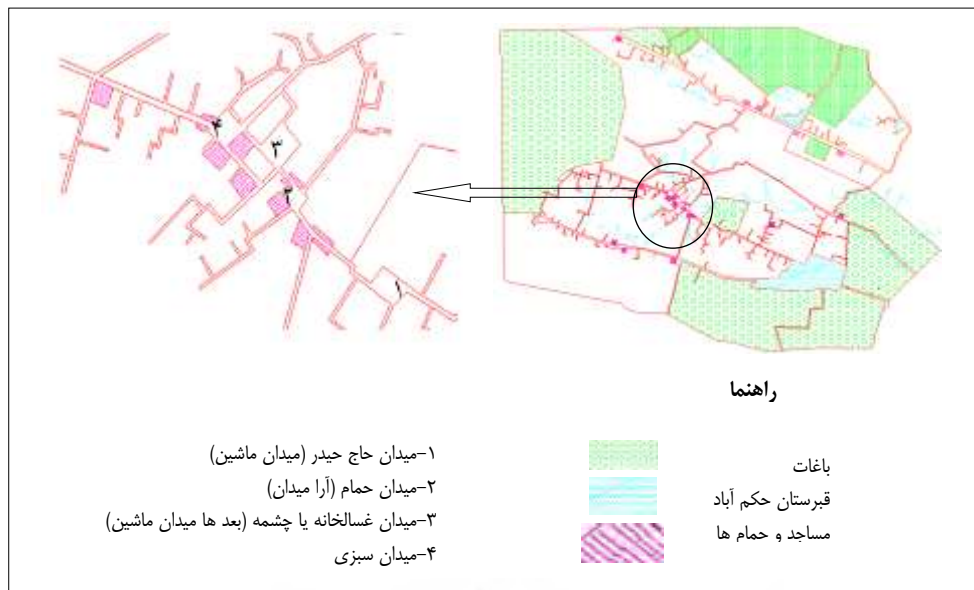 ۴
۳
۲
۱
راهنما
باغات
قبرستان حکم آباد
مساجد و حمام ها
۱-میدان حاج حیدر (میدان ماشین)
۲-میدان حمام (آرا میدان)
۳-میدان غسالخانه یا چشمه (بعد ها میدان ماشین)
۴-میدان سبزی